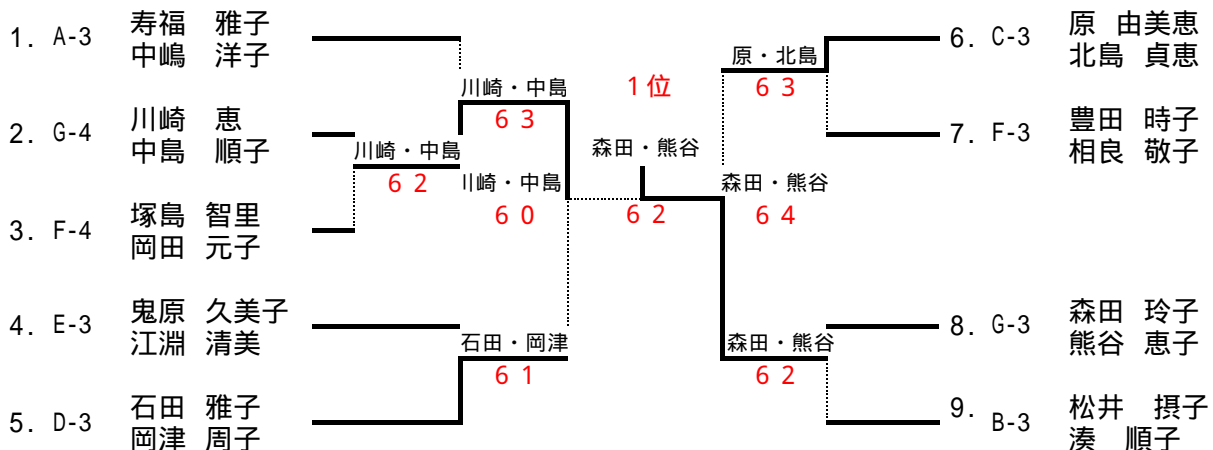 1. A-3 寿福 雅子
中嶋 洋子
2. G-4 川崎 恵
中島 順子
3. F-4 塚島 智里
岡田 元子
4. E-3 鬼原 久美子
江淵 清美
5. D-3 石田 雅子
岡津 周子
川崎・中島
6 2
川崎・中島
6 3
川崎・中島
6 0
石田・岡津
6 1
1位
森田・熊谷
6 2
原・北島
6 3
森田・熊谷
6 4
森田・熊谷
6 2
6. C-3 原 由美恵
北島 貞恵
7. F-3 豊田 時子
相良 敬子
8. G-3 森田 玲子
熊谷 恵子
9. B-3 松井 摂子
湊 順子